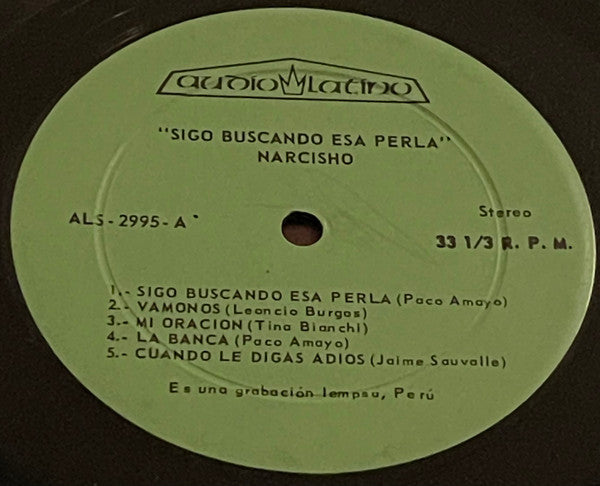 audio latino
"SIGO BUSCANDO ESA PERLA"
NARCISHO
ALS-2995-A
Stereo
33 1/3 R. P. M.
1.- SIGO BUSCANDO ESA PERLA (Paco Amayo)
2.- VAMONOS (Leoncio Burgos)
3.- MI ORACION (Tina Bianchi)
4.- LA BANCA (Paco Amayo)
5.- CUANDO LE DIGAS ADIOS (Jaime Sauvalle)
Es una grabación Iempsa, Perú